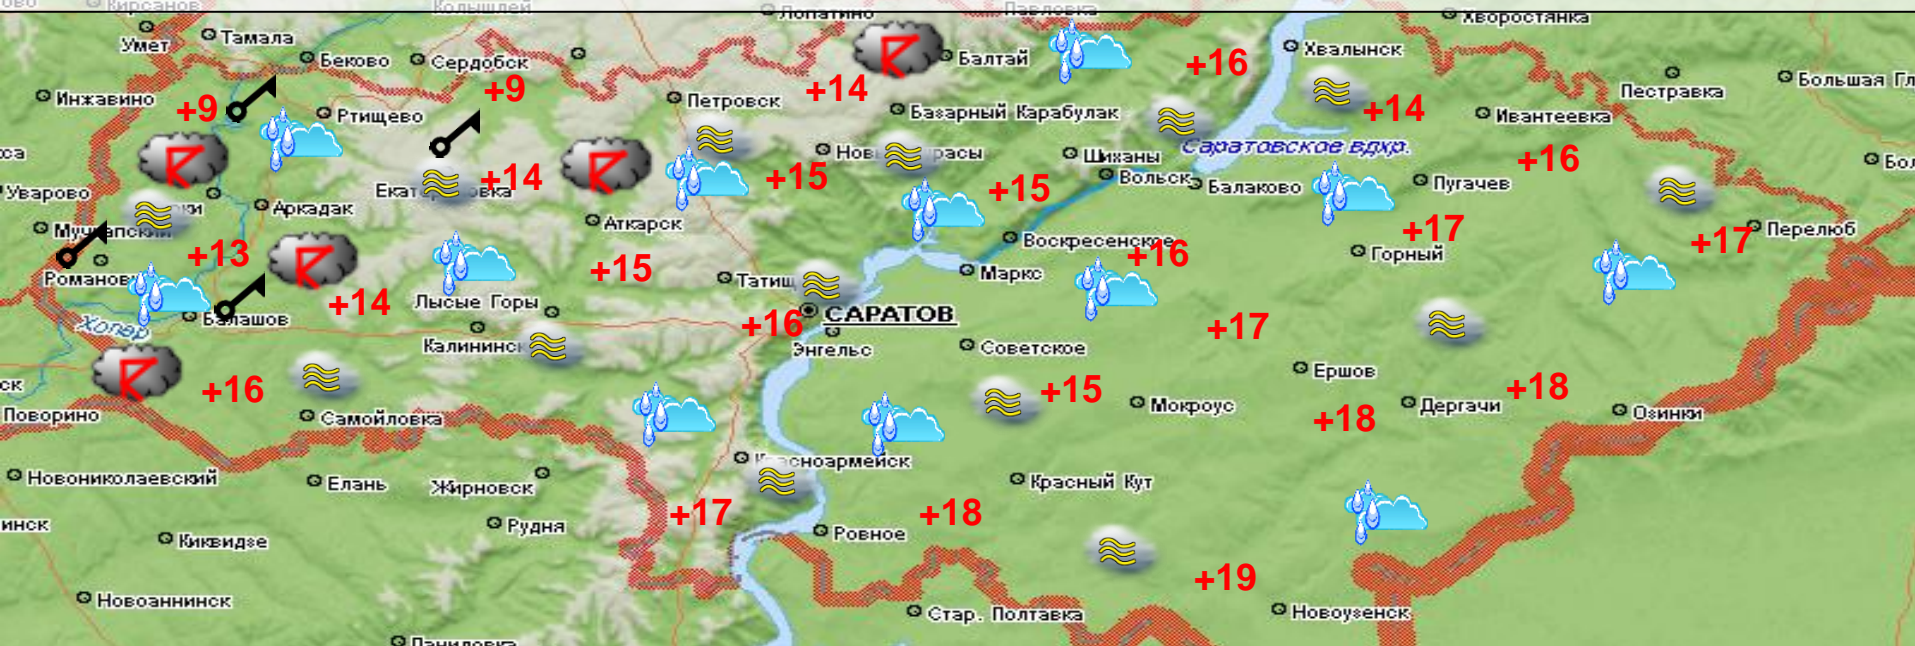 Кирсанов
Колышлей
Лопатино
Павловка
Хворостянка
Умет
Тамала
Беково
Сердобск
Балтай
+16
Хвалынск
Большая Гл
Инжавино
+9
+9
Петровск
+14
Пестравка
Ртищево
Базарный Карабулак
+14
Ивантеевка
Саратовское вдхр.
Шиханы
+16
Бол
Уварово
+14
+15
Вольск
Балаково
Пугачев
+15
Аркадак
Аткарск
+17
Воскресенское
+17
Перелюб
+13
+16
Горный
Романов
+15
Татищ
Маркс
+14
Лысые Горы
Хопер
Балашов
+16
САРАТОВ
+17
Калининск
Энгельс
Советское
Ершов
+16
+15
+18
Поворино
Самойловка
Мокроус
+18
Дергачи
Озинки
Новониколаевский
Елань
Жирновск
Красноармейск
Красный Кут
инск
Рудня
+17
+18
Киквидзе
Ровное
+19
Новоаннинск
Стар. Полтавка
Новоузенск
Даниловка